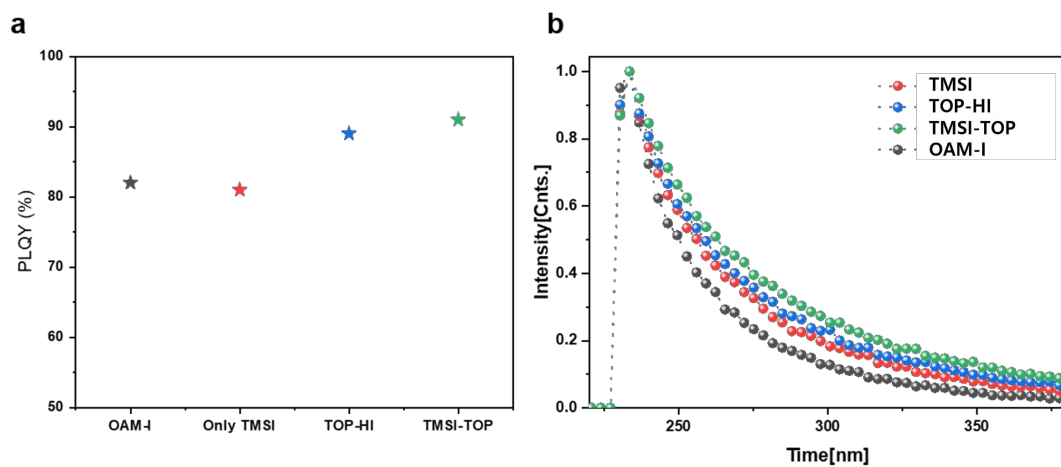 a
100
90
80
70
60
50
PLQY (%)
OAM-I
Only TMSI
TOP-HI
TMSI-TOP
b
1.0
0.8
0.6
0.4
0.2
0.0
Intensity[Cnts.]
TMSI
TOP-HI
TMSI-TOP
OAM-I
250
300
350
Time[nm]